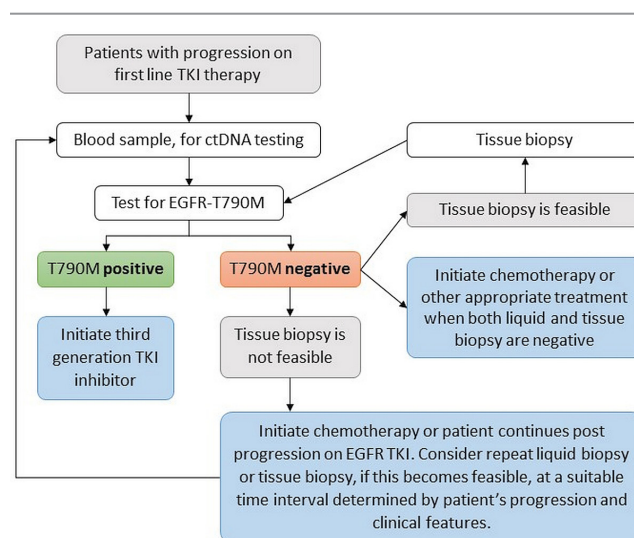 Patients with progression on
first line TKI therapy
Blood sample, for ctDNA testing
Tissue biopsy
Test for EGFR-T790M
Tissue biopsy is feasible
T790M positive
T790M negative
Initiate chemotherapy or
other appropriate treatment
when both liquid and tissue
biopsy are negative
Initiate third
generation TKI
inhibitor
Tissue biopsy is
not feasible
Initiate chemotherapy or patient continues post
progression on EGFR TKI. Consider repeat liquid biopsy
or tissue biopsy, if this becomes feasible, at a suitable
time interval determined by patient’s progression and
clinical features.